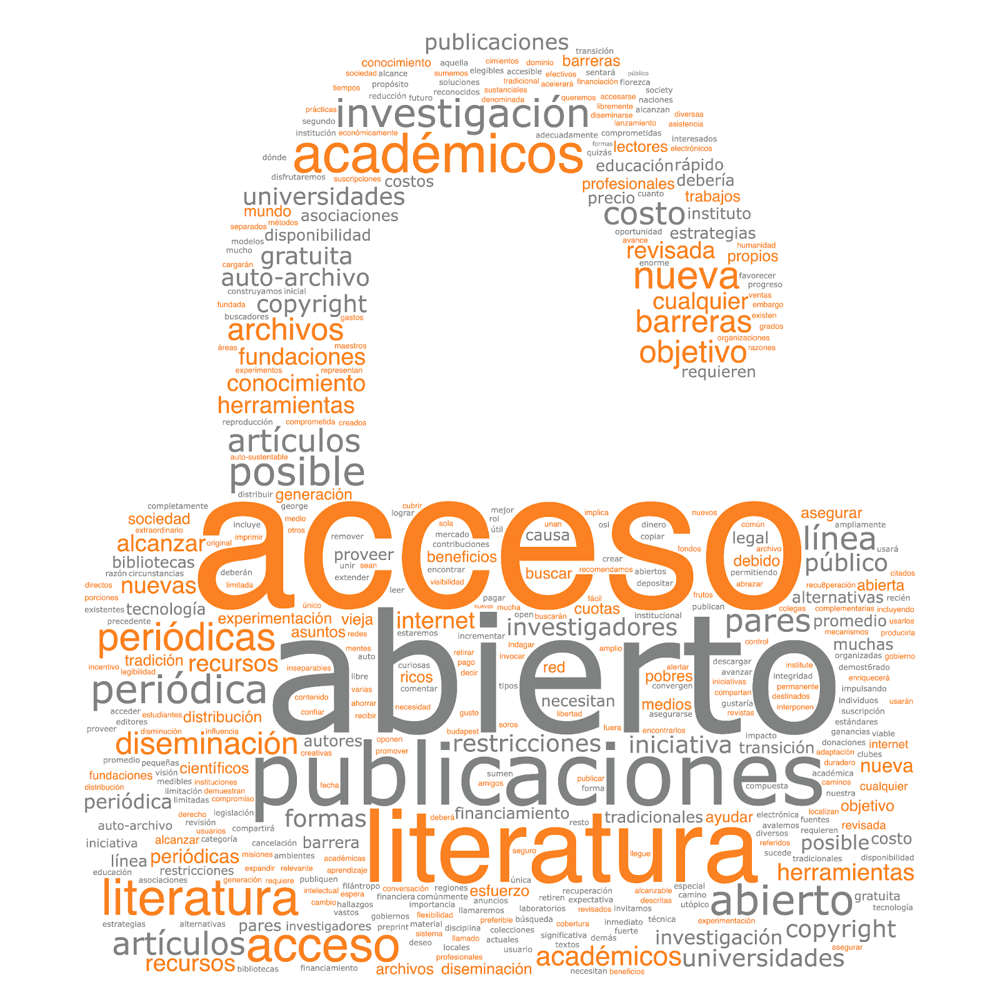 publicaciones
transición
conocimiento aquella cimientos dominio barreras
sociedad alcance sumemos elegibles accesible efectivos sentará público
tiempos propósito soluciones tradicional acelerará financiación florezca
reducción futuro reconocidos sustanciales society
denominada queremos accesarse naciones
prácticas investigación libremente alcanzan
segundo diseminarse diversas
lanzamiento asistencia
institución económicamente adecuadamente comprometidas interesados
dónde académicos formas lectores electrónicos
quizás
educación rápido
disfrutaremos suscripciones costos profesionales debería
universidades precio cuanto trabajos
mundo asociaciones costo instituto
separados métodos
modelos disponibilidad oportunidad estrategias
mucho avance humanidad
gratuita revisada propios
cargarán enorme
auto-archivo nueva favorecer
construyamos inicial progreso
fundada copyright cualquier ventas
embargo
buscadores gastos barreras existen
archivos grados
áreas maestros organizaciones
fundaciones objetivo razones
experimentos representan requieren
conocimiento
herramientas
reproducción comprometida creados
artículos
auto-sustentable
posible
distribuir generación
completamente george cubrir mejor implica nuevos asegurar
sociedad incluye medio lograr sola rol unan osi dinero común ampliamente
extraordinario otros útil
alcanzar original imprimir acceso remover mercado causa copiar legal línea
contribuciones archivo usará
bibliotecas proveer beneficios crear fondos debido público
razón circunstancias deberán unir sean encontrar buscar recomendamos abiertos permitiendo citados
directos nuevas limitada extender visibilidad depositar abrazar recu8peración abierta
porciones leer pagar fácil frutos alternativas recién
existentes tecnología único nuevas mucha cuotas publican colegas complementarias incluyendo
precedente experimentación vieja internet open buscarán institucional pares promedio usarlos
periódicas asuntos redes estaremos incrementar investigadores mecanismos producirla
abierto control muchas
tradición recursos mentes retirar indagar amplio descargar organizadas gobierno
incentivo legibilidad inseparables auto curiosas pago invocar red alertar avanzar institute demost6rado
libre ricos decir pobres iniciativas integridad enriquecerá
periódica contenido varias comentar tipos convergen compartan permanente impulsando
ahorrar necesitan medios gustaría destinados individuos usarán
acceder estudiantes distribución confiar recibir necesidad gusto libertad asegurarse revistas interponen suscripción
editores estándares
proveer disminución influencia budapest soros fuera encontrarlos impacto ganancias viable
diseminación autores oponen restricciones iniciativa transición donaciones internet
creativas promover adaptación clubes
promedio pequeñas científicos publicaciones duradero nueva
fundaciones visión sumen publicar académica
distribución medibles instituciones fecha amigos forma compuesta caminos cualquier
limitación demuestran
periódica limitadas compromiso nuestra objetivo
derecho legislación formas deberá financiamiento resto tradicionales ayudar electrónica localizan
auto-archivo revisión compartirá avalemos fuentes revisada
usuarios literatura diversos requieren
iniciativa alcanzar categoría cancelación barrera referidos posible costo
línea periódicas misiones ambientes académicas seguro llegue sucede tradicionales disponibilidad
educación restricciones expandir relevante aprendizaje herramientas
asociaciones generación requiere publiquen filántropo conversación regiones esfuerzo única recuperación alcanzable especial
literatura intelectual espera financiera comúnmente anuncios retiren expectativa descritas camino abierto gratuita
cambio hallazgos importancia llamaremos laboratorios revisados invitamos utópico tecnología
vastos gobiernos flexibilidad preferible búsqueda cobertura inmediato técnica experimentación
estrategias alternativas pares investigadores preprint material disciplina colecciones fuerte copyright
artículos acceso sistema llamado actuales significativa demás investigación
deseo locales usuario textos asegurar
recursos profesionales académicos universidades
bibliotecas financiamiento archivos diseminación necesitan beneficios